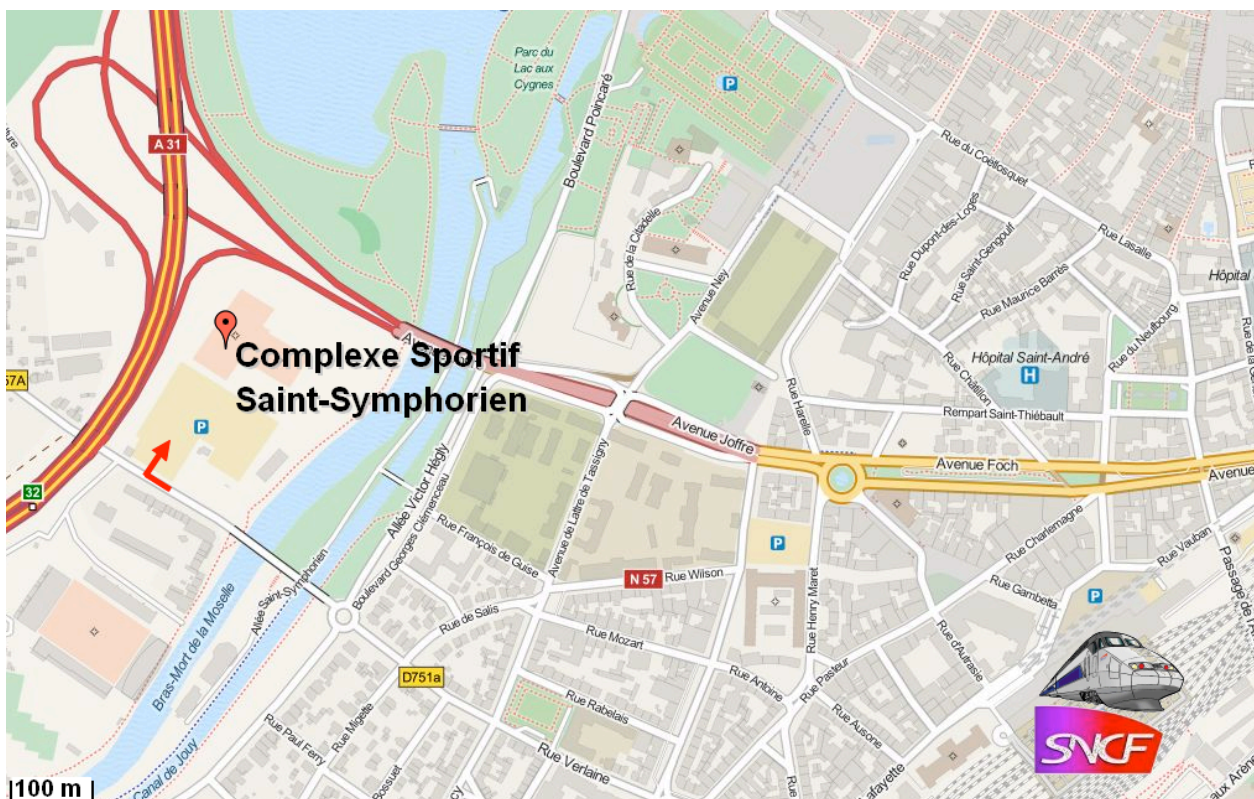 Parc du
Lac aux
Cygnes
Boulevard Poincaré
P
A 31
Rue du Coëtlosquet
Rue Dupont-des-Loges
Rue Saint-Gengoulf
Rue Lasalle
Rue de la Citadelle
Rue Maurice Barrès
Hôpital
Avenue Ney
Rue du Neufbourg
Complexe Sportif
Saint-Symphorien
Hôpital Saint-André
H
57A
Rue Châtillon
Rue Harelle
Rempart Saint-Thiébault
P
Avenue Joffre
Avenue Foch
Avenue
32
Allée Victor Hégly
Boulevard Georges Clémenceau
Avenue de Lattre de Tassigny
Rue François de Guise
Rue Charlemagne
Rue Vauban
P
N 57
Rue Wilson
Rue Gambetta
P
Allée Saint-Symphorien
Bras-Mort de la Moselle
Rue de Salis
Rue Mozart
Rue Henry Maret
Rue d'Autrasie
D751a
Rue Antoine
Rue Pasteur
Rue Rabelais
Rue Ausone
Rue Migette
Rue Paul Ferry
Rue Verlaine
SNCF
Canal de Jouy
Bossuet
Lafayette
100 m